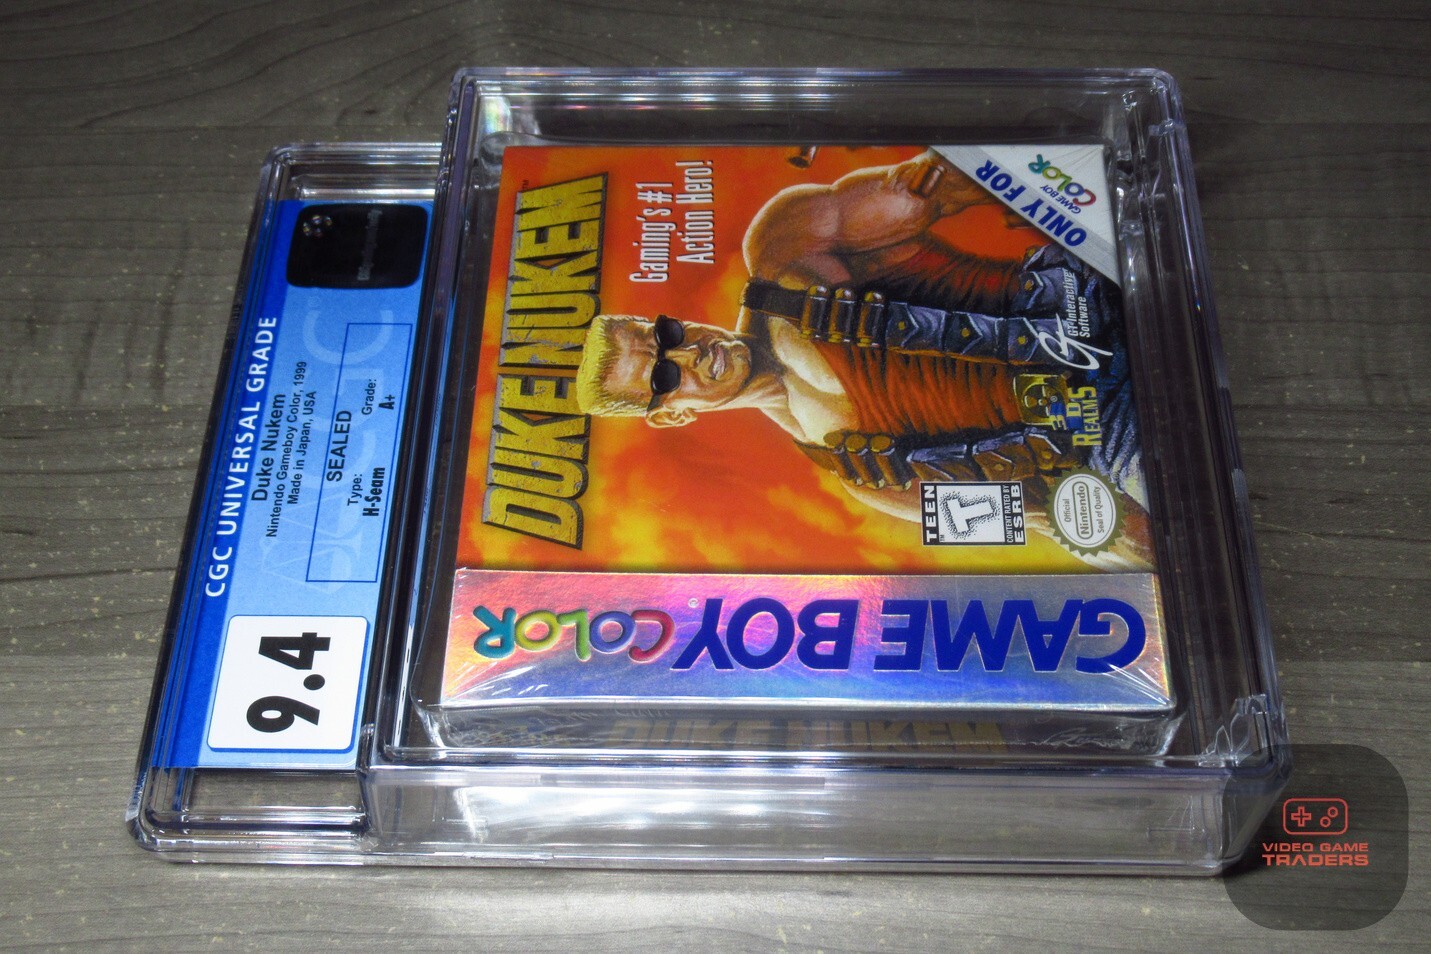 CGC UNIVERSAL GRADE
Duke Nukem
Nintendo Gameboy Color, 1999
Made in Japan, USA
SEALED
Type:
H-Seam
Grade:
A+
9.4
DUKE NUKEM™
Gaming's #1
Action Hero!
ONLY FOR
GAME BOY
COLOR
GT Interactive
Software
3D
REALMS
TEEN
T
CONTENT RATED BY
ESRB
Official
Nintendo
Seal of Quality
GAME BOY COLOR
DUKE NUKEM
VIDEO GAME
TRADERS